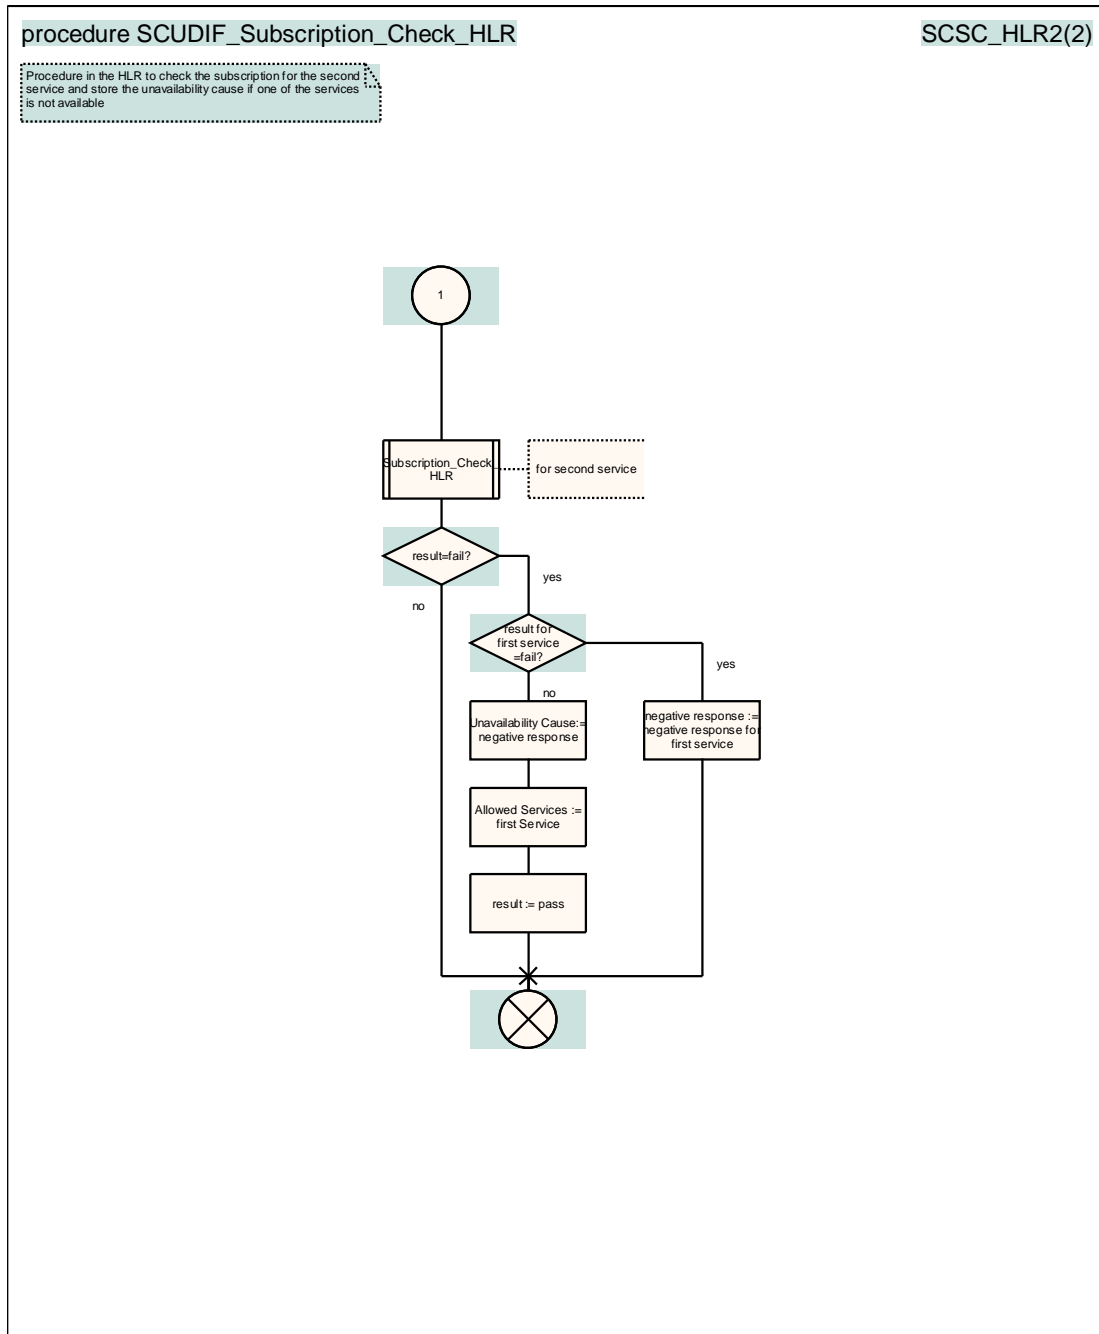 procedure SCUDIF_Subscription_Check_HLR
SCSC_HLR2(2)
Procedure in the HLR to check the subscription for the second
service and store the unavailability cause if one of the services
is not available
1
Subscription_Check_
HLR
for second service
result=fail?
yes
no
result for
first service
=fail?
yes
no
Unavailability Cause:=
negative response
negative response :=
negative response for
first service
Allowed Services :=
first Service
result := pass